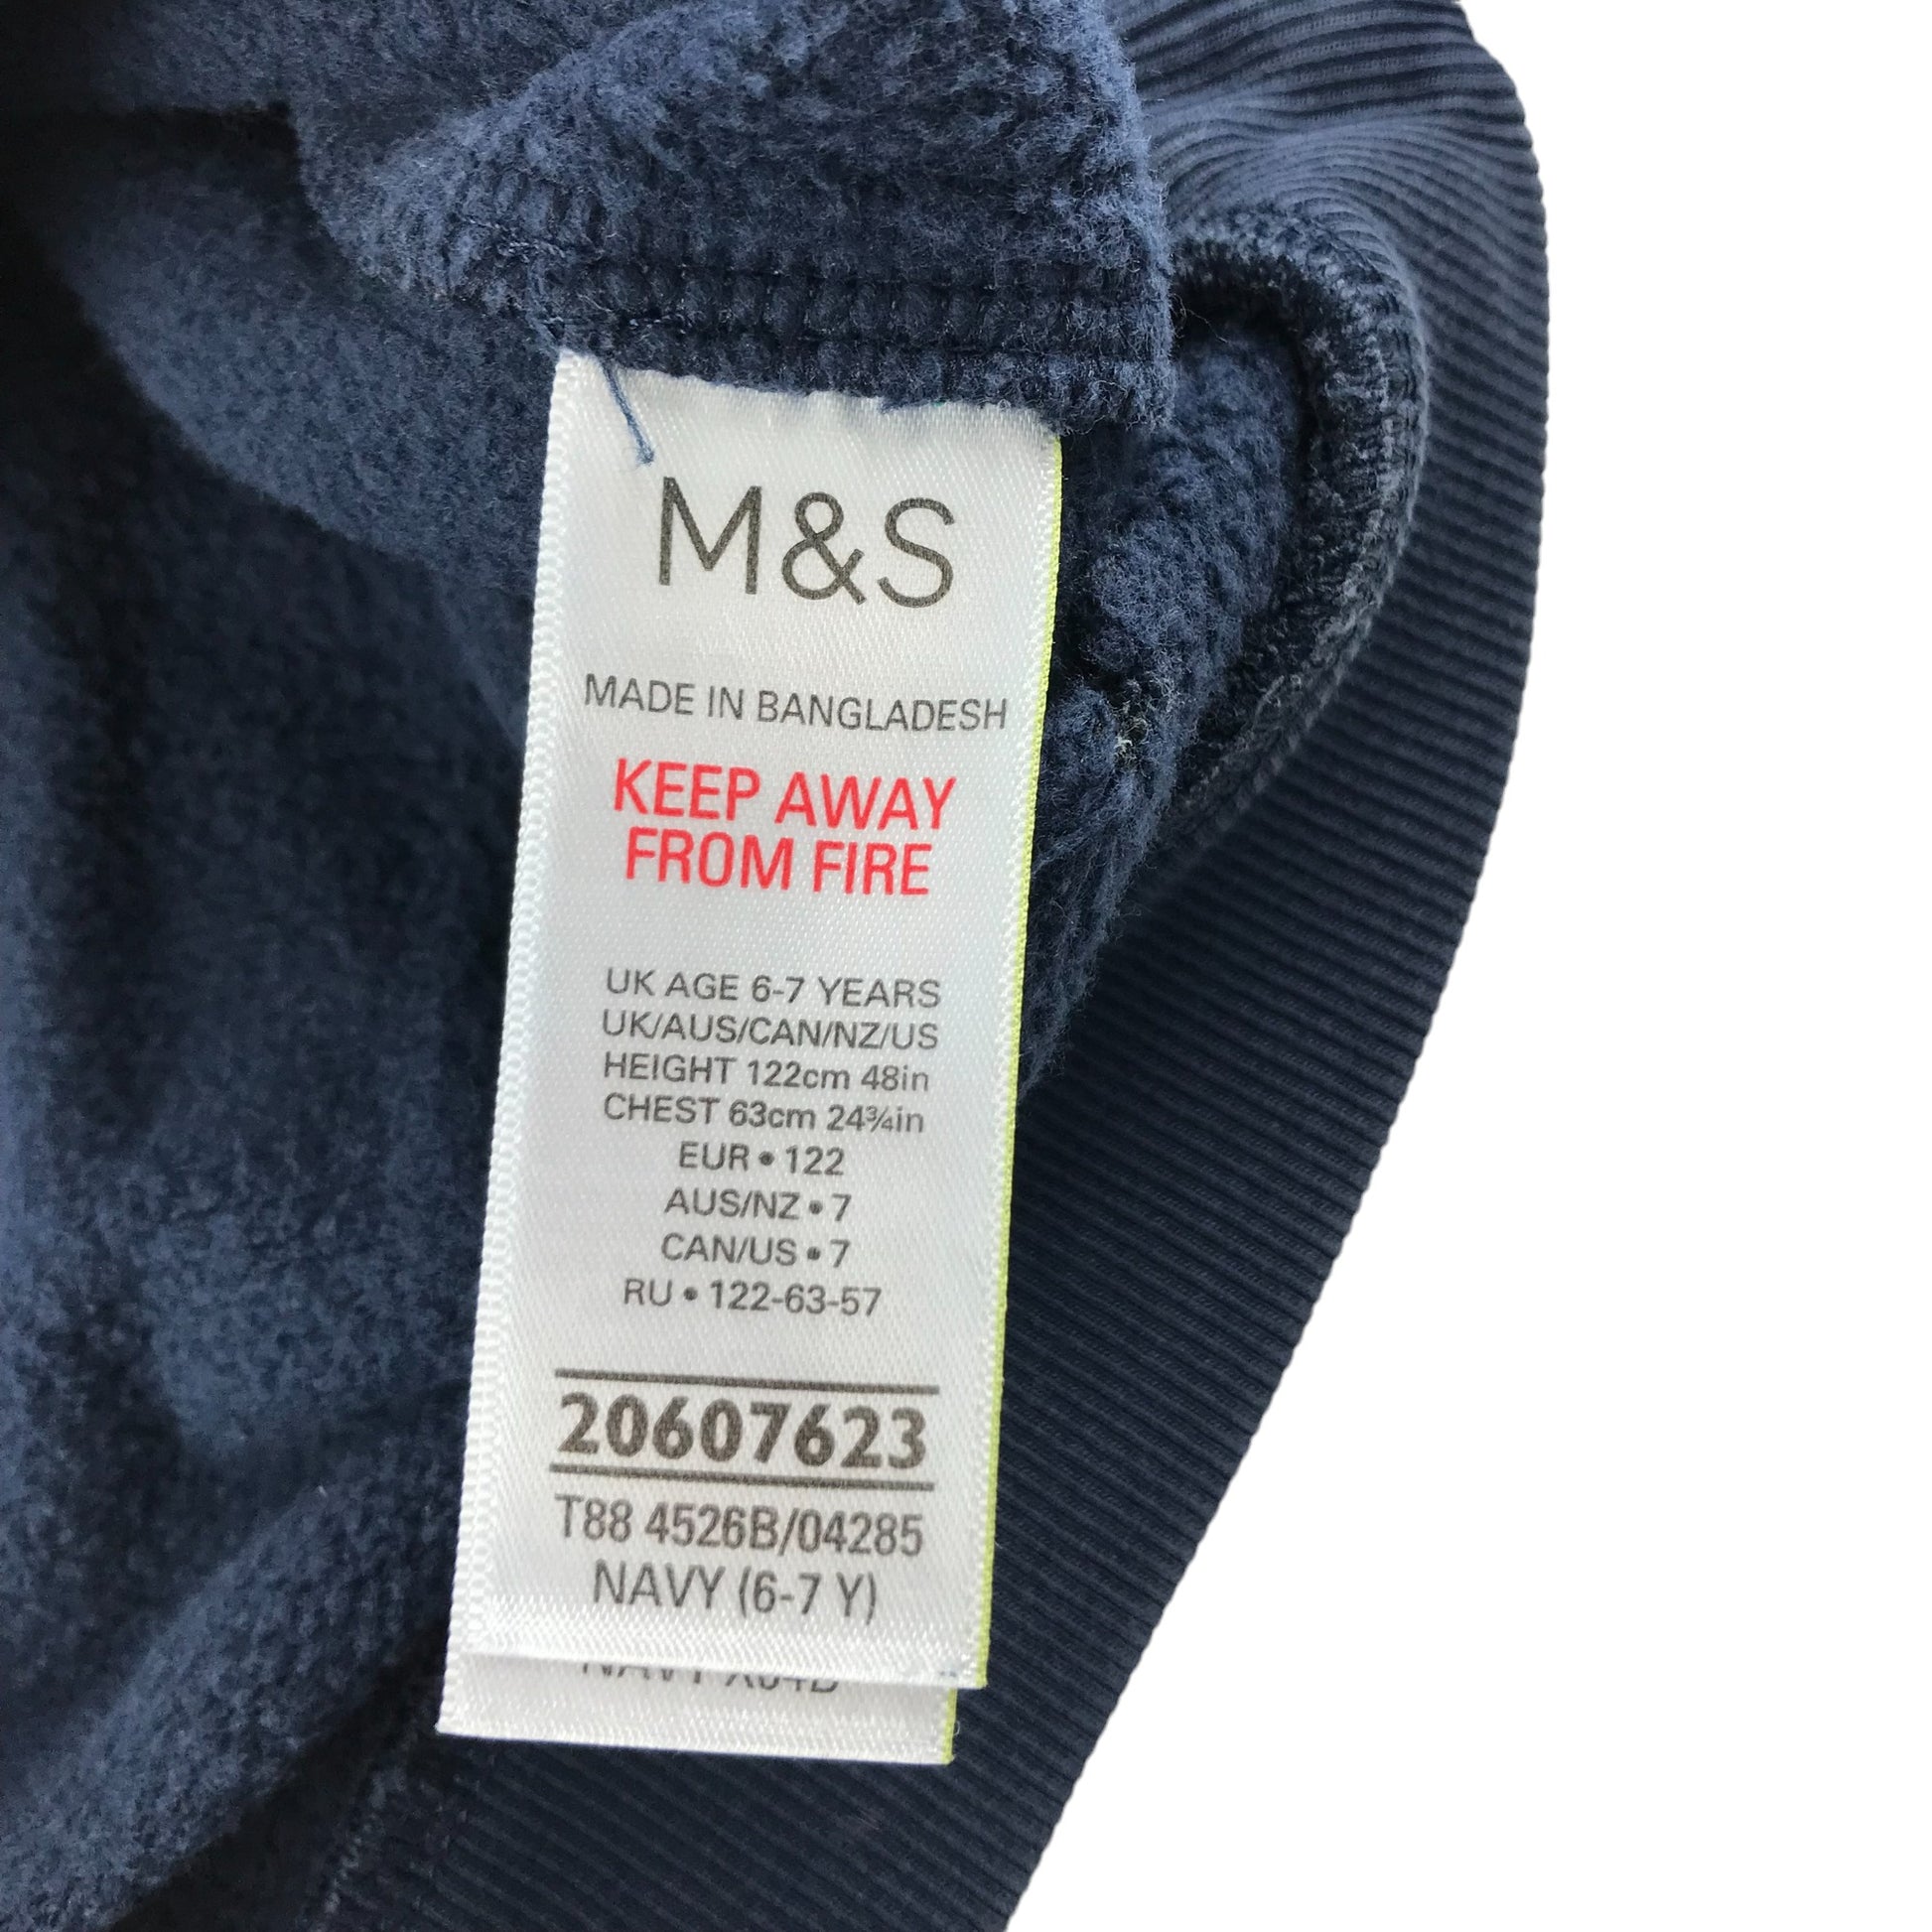 M&S
MADE IN BANGLADESH
KEEP AWAY
FROM FIRE
UK AGE 6-7 YEARS
UK/AUS/CAN/NZ/US
HEIGHT 122cm 48in
CHEST 63cm 24¾in
EUR • 122
AUS/NZ • 7
CAN/US • 7
RU • 122-63-57
20607623
T88 4526B/04285
NAVY (6-7 Y)
NAVY